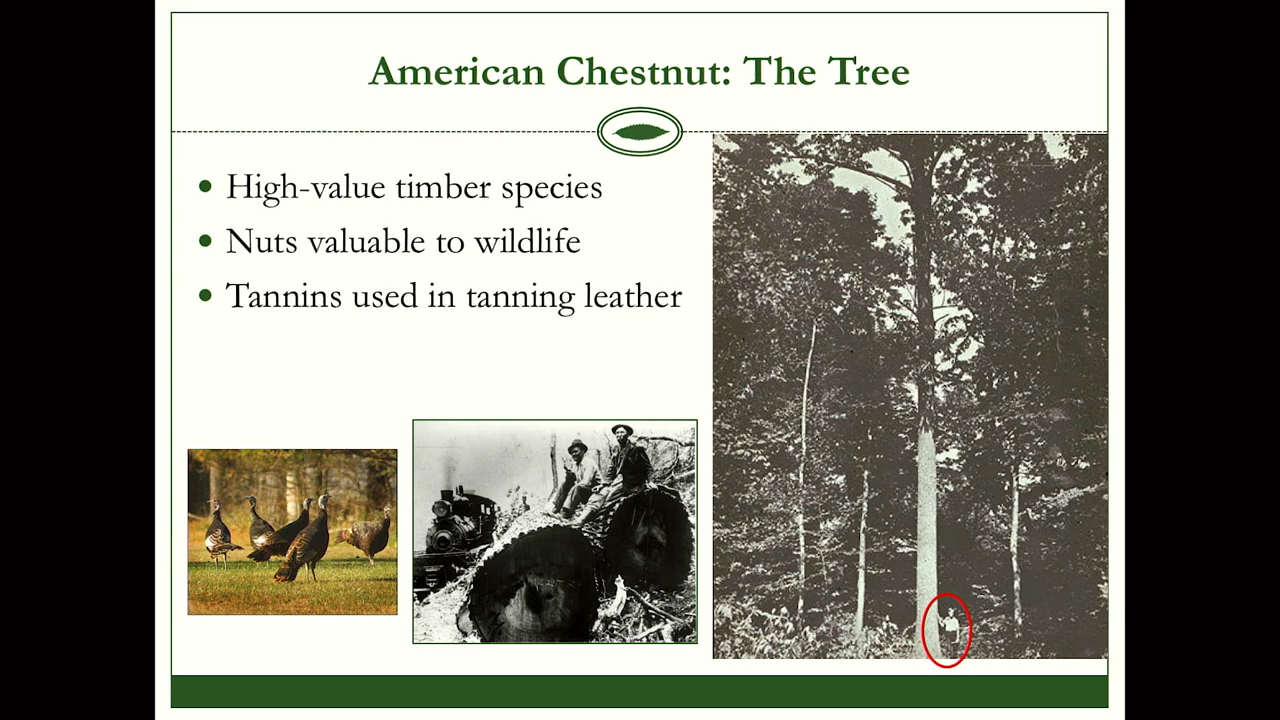 American Chestnut: The Tree
• High-value timber species
• Nuts valuable to wildlife
• Tannins used in tanning leather